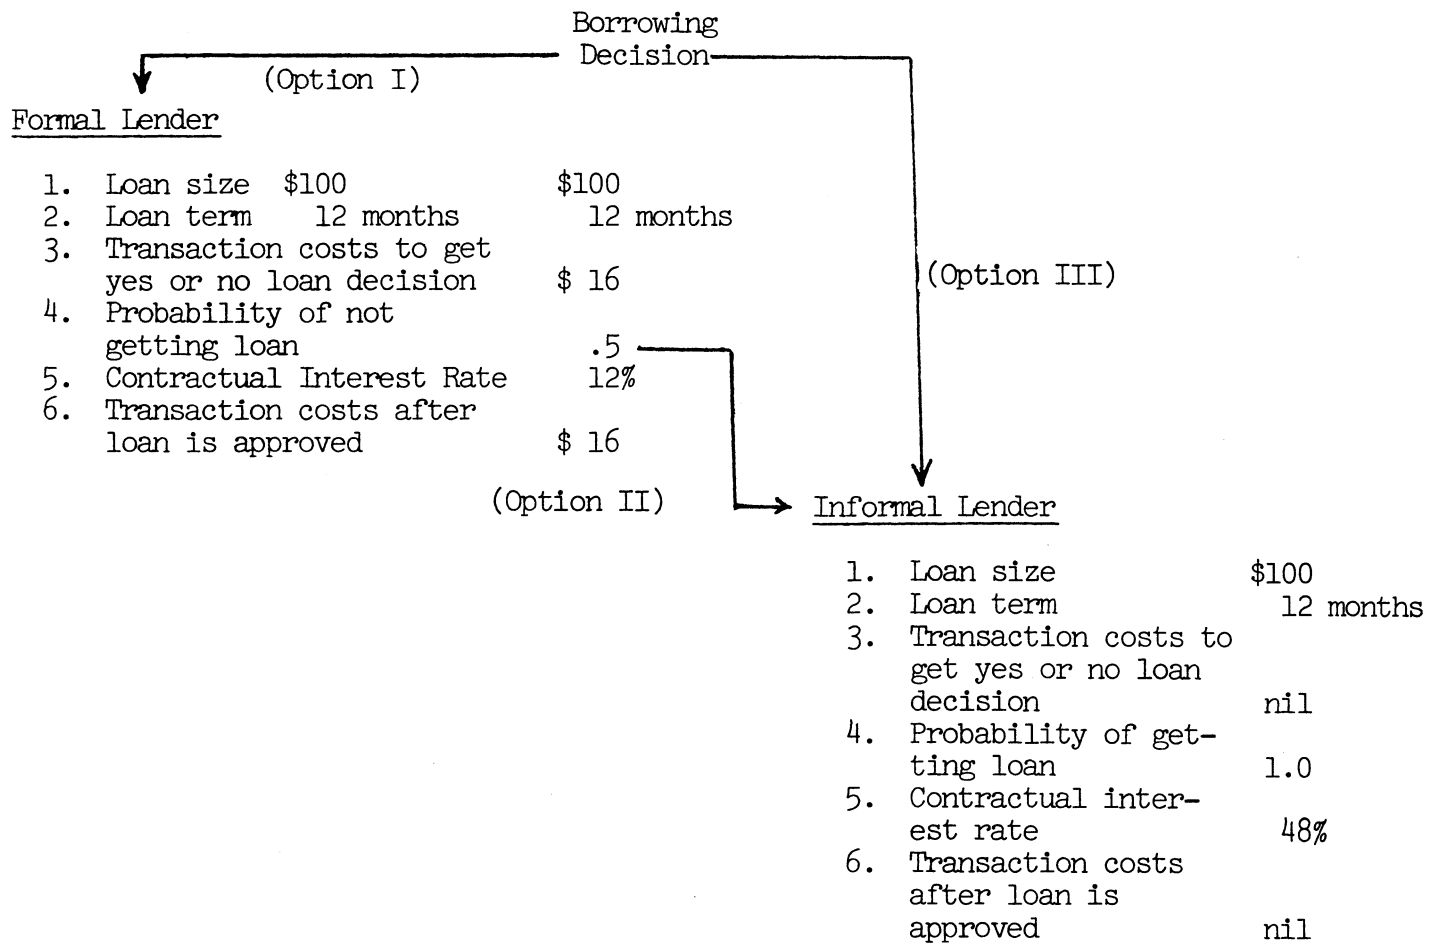 Borrowing
Decision
(Option I)
Formal Lender
1. Loan size $100 $100
2. Loan term 12 months 12 months
3. Transaction costs to get
yes or no loan decision $ 16
(Option III)
4. Probability of not
getting loan .5
5. Contractual Interest Rate 12%
6. Transaction costs after
loan is approved $ 16
(Option II)
Informal Lender
1. Loan size $100
2. Loan term 12 months
3. Transaction costs to
get yes or no loan
decision nil
4. Probability of get-
ting loan 1.0
5. Contractual inter-
est rate 48%
6. Transaction costs
after loan is
approved nil